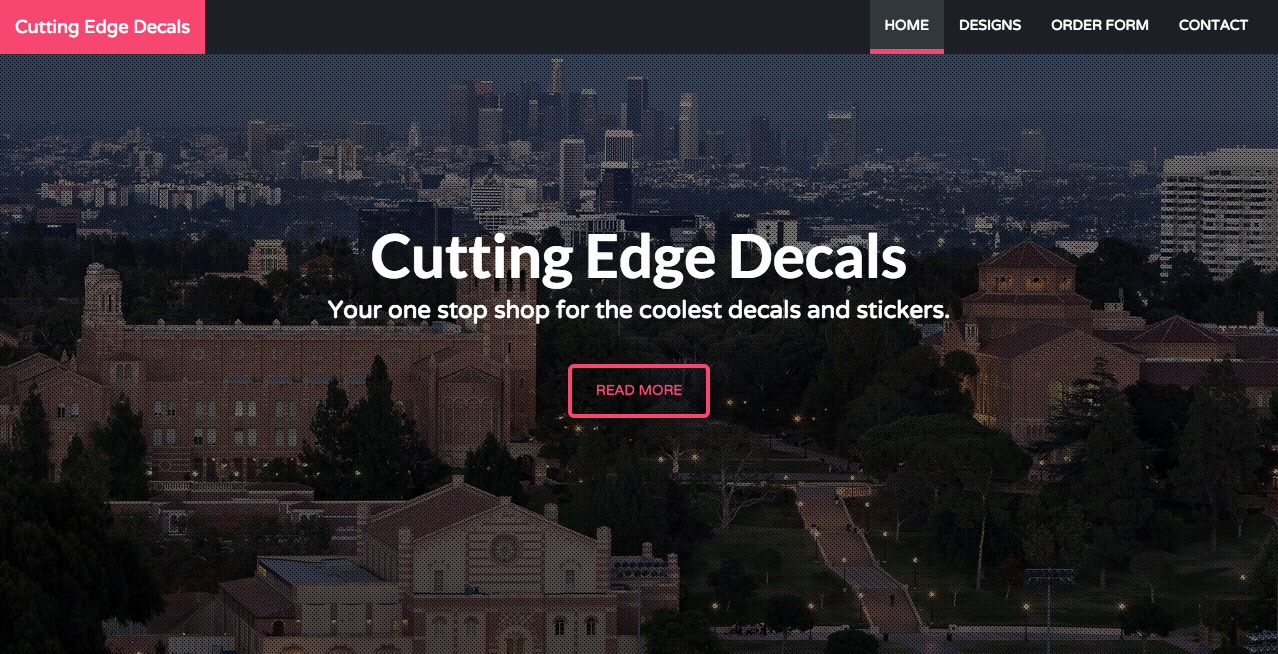 Cutting Edge Decals
HOME DESIGNS ORDER FORM CONTACT
Cutting Edge Decals
Your one stop shop for the coolest decals and stickers.
READ MORE